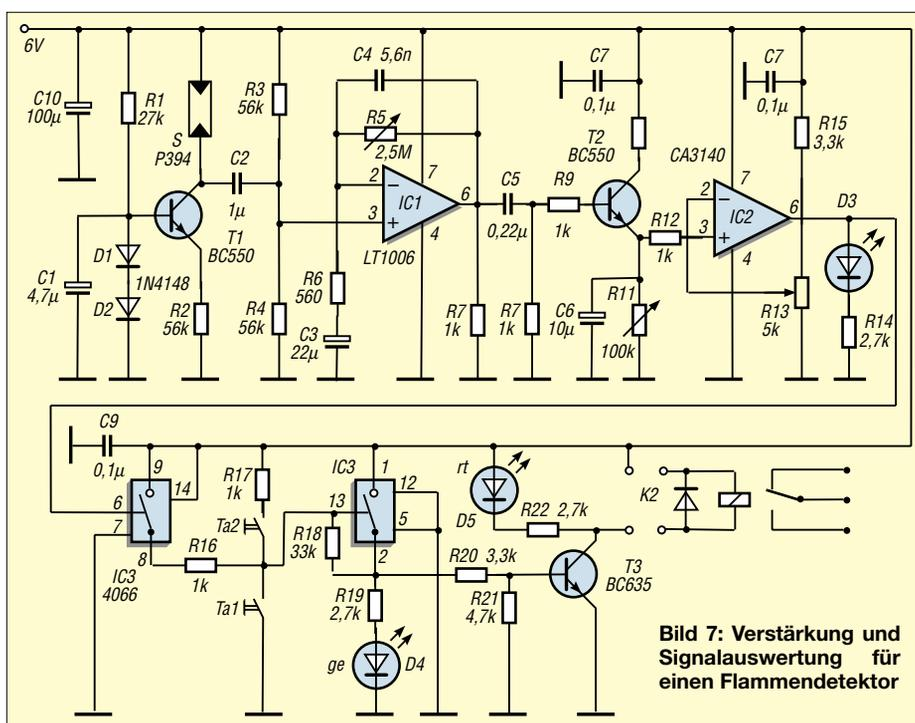 6V
C10
100µ
R1
27k
S
P394
C2
1µ
R3
56k
C4 5,6n
R5
2,5M
C7
0,1µ
T2
BC550
CA3140
C7
0,1µ
R15
3,3k
C1
4,7µ
D1
1N4148
D2
T1
BC550
R2
56k
R4
56k
2
3
7
6
4
IC1
LT1006
R6
560
C3
22µ
C5
0,22µ
R9
1k
R7
1k
R7
1k
R12
1k
C6
10µ
R11
100k
2
3
7
6
4
IC2
D3
R13
5k
R14
2,7k
C9
0,1µ
9
14
6
7
8
IC3
4066
R16
1k
R17
1k
Ta2
Ta1
IC3
1
13
12
5
2
R18
33k
R19
2,7k
ge
D4
rt
D5
R22 2,7k
R20 3,3k
R21
4,7k
T3
BC635
K2
Bild 7: Verstärkung und
Signalauswertung für
einen Flammendetektor